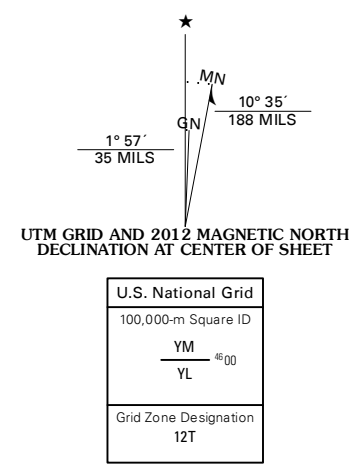 ★
MN
10° 35´
188 MILS
GN
1° 57´
35 MILS
UTM GRID AND 2012 MAGNETIC NORTH
DECLINATION AT CENTER OF SHEET
U.S. National Grid
100,000-m Square ID
YM
4600
YL
Grid Zone Designation
12T